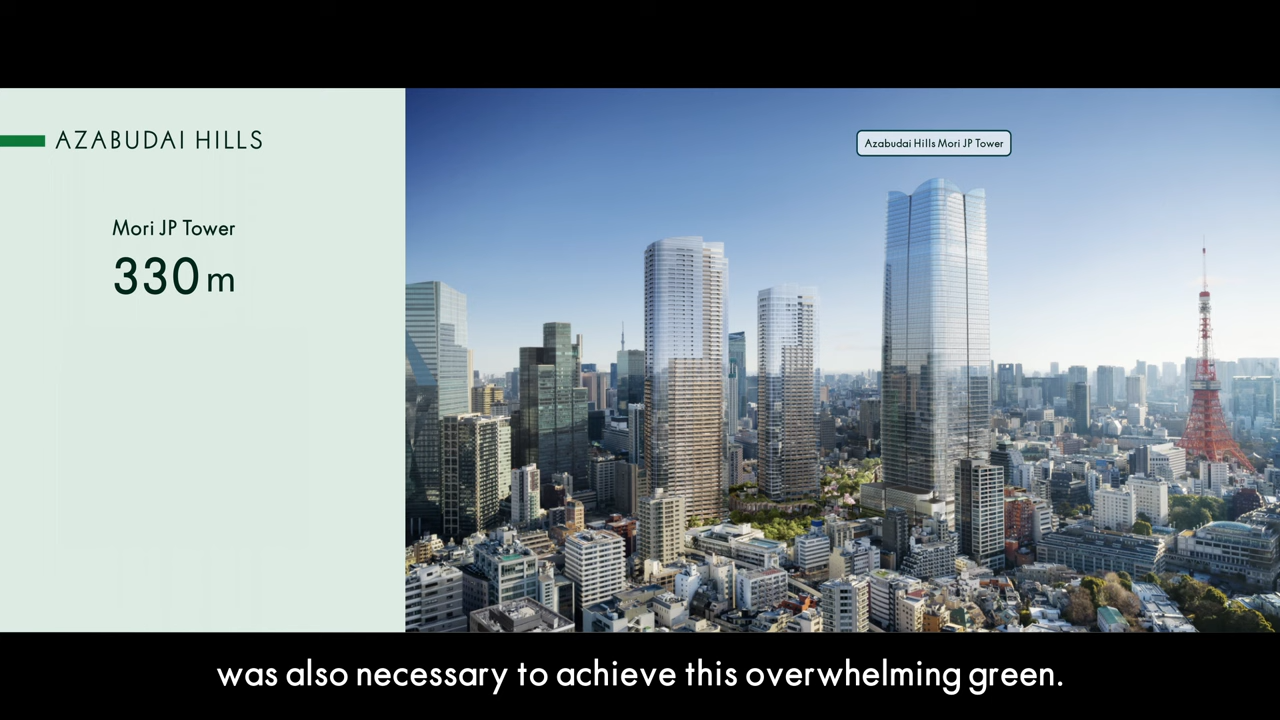 AZABUDAI HILLS
Mori JP Tower
330 m
Azabudai Hills Mori JP Tower
was also necessary to achieve this overwhelming green.